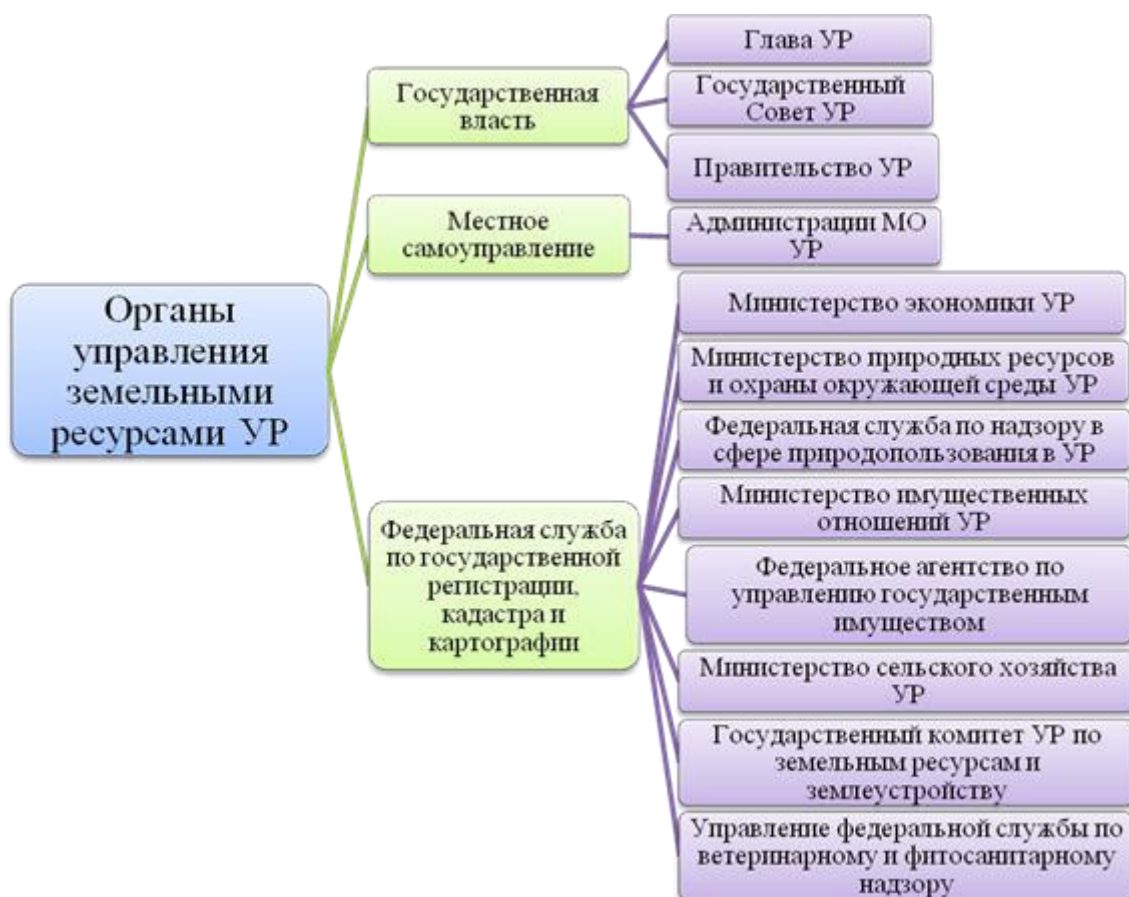 Органы
управления
земельными
ресурсами УР
Государственная
власть
Глава УР
Государственный
Совет УР
Правительство УР
Местное
самоуправление
Администрации МО
УР
Федеральная служба
по государственной
регистрации,
кадастра и
картографии
Министерство экономики УР
Министерство природных ресурсов
и охраны окружающей среды УР
Федеральная служба по надзору в
сфере природопользования в УР
Министерство имущественных
отношений УР
Федеральное агентство по
управлению государственным
имуществом
Министерство сельского хозяйства
УР
Государственный комитет УР по
земельным ресурсам и
землеустройству
Управление федеральной службы по
ветеринарному и фитосанитарному
надзору